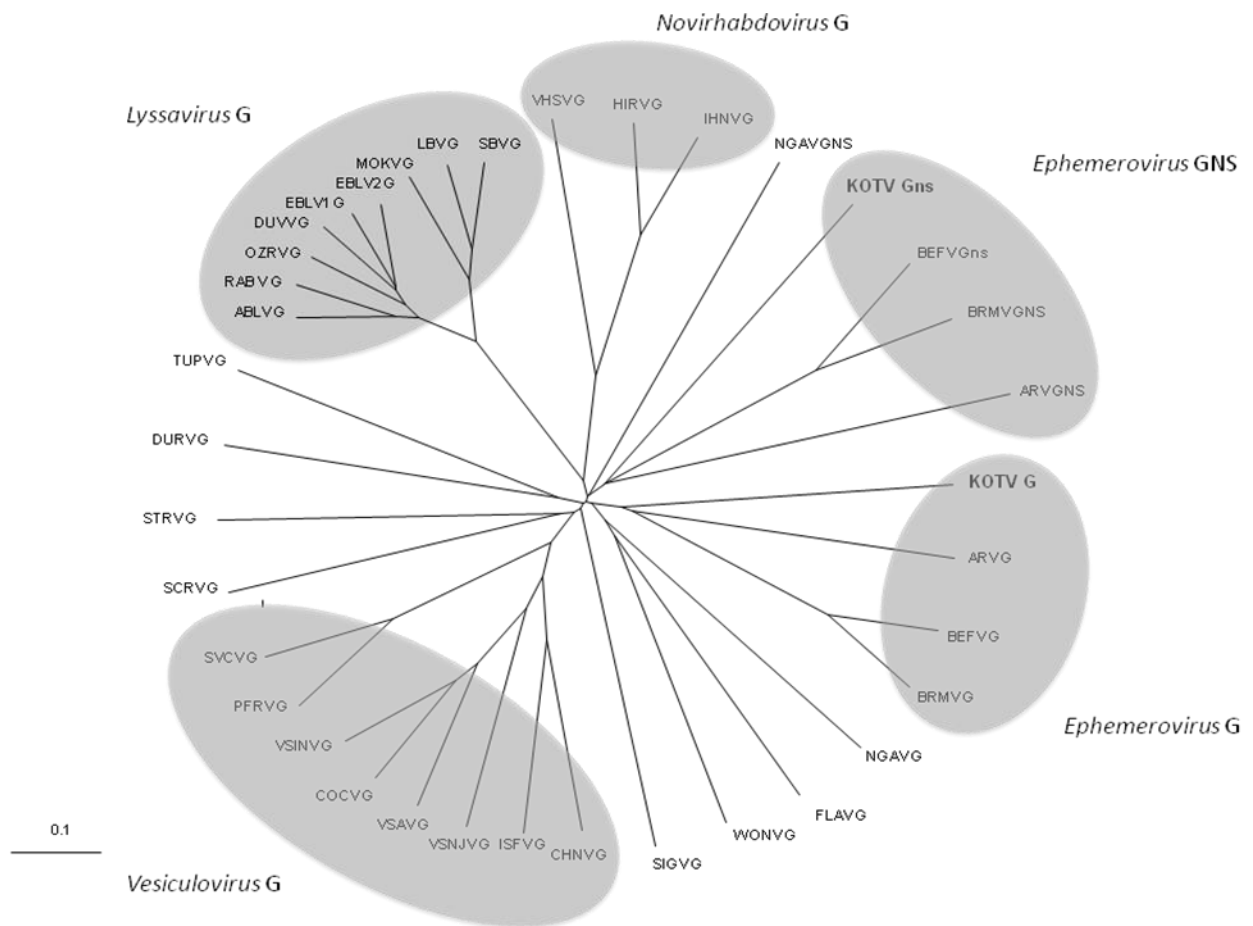 Novirhabdovirus G
Lyssavirus G
VHSVG
HIRVG
IHNVG
NGAVGNS
Ephemerovirus GNS
LBVG
SBVG
MOKVG
EBLV2G
EBLV1G
DUVVG
OZRVG
RABVG
ABLVG
KOTV Gns
BEFVGns
BRMVGNS
ARVGNS
TUPVG
DURVG
STRVG
SCRVG
KOTV G
ARVG
BEFVG
BRMVG
Ephemerovirus G
SVCVG
PFRVG
VSINVG
COCVG
VSAVG
VSNJVG
ISFVG
CHNVG
SIGVG
WONVG
FLAVG
NGAVG
0.1
Vesiculovirus G